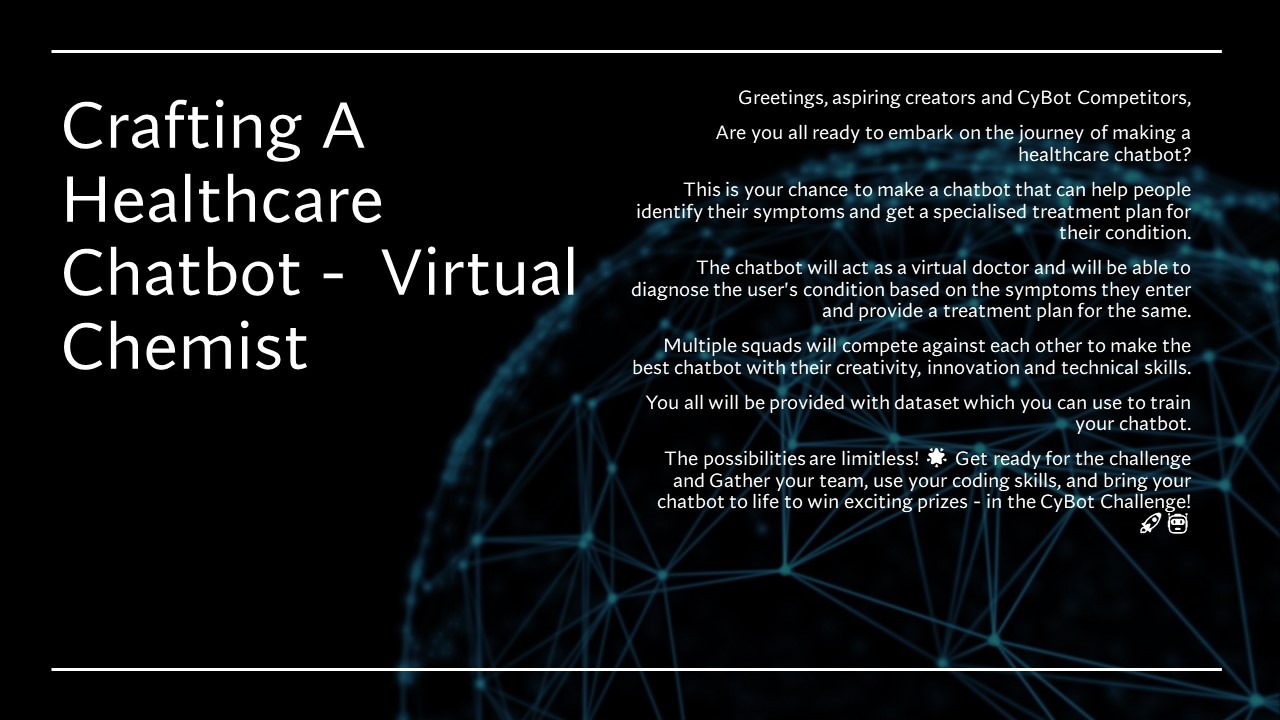 Crafting A
Healthcare
Chatbot -  Virtual
Chemist
Greetings, aspiring creators and CyBot Competitors,
Are you all ready to embark on the journey of making a
healthcare chatbot?
This is your chance to make a chatbot that can help people
identify their symptoms and get a specialised treatment plan for
their condition.
The chatbot will act as a virtual doctor and will be able to
diagnose the user's condition based on the symptoms they enter
and provide a treatment plan for the same.
Multiple squads will compete against each other to make the
best chatbot with their creativity, innovation and technical skills.
You all will be provided with dataset which you can use to train
your chatbot.
The possibilities are limitless! 🌟 Get ready for the challenge
and Gather your team, use your coding skills, and bring your
chatbot to life to win exciting prizes - in the CyBot Challenge!
🚀🤖